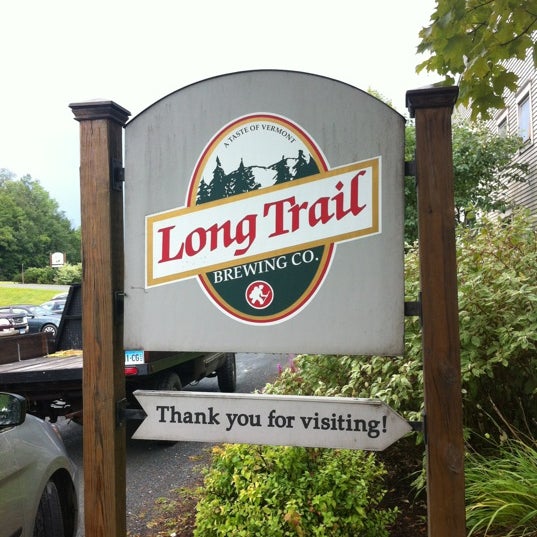 A TASTE OF VERMONT
Long Trail
BREWING CO.
Thank you for visiting!